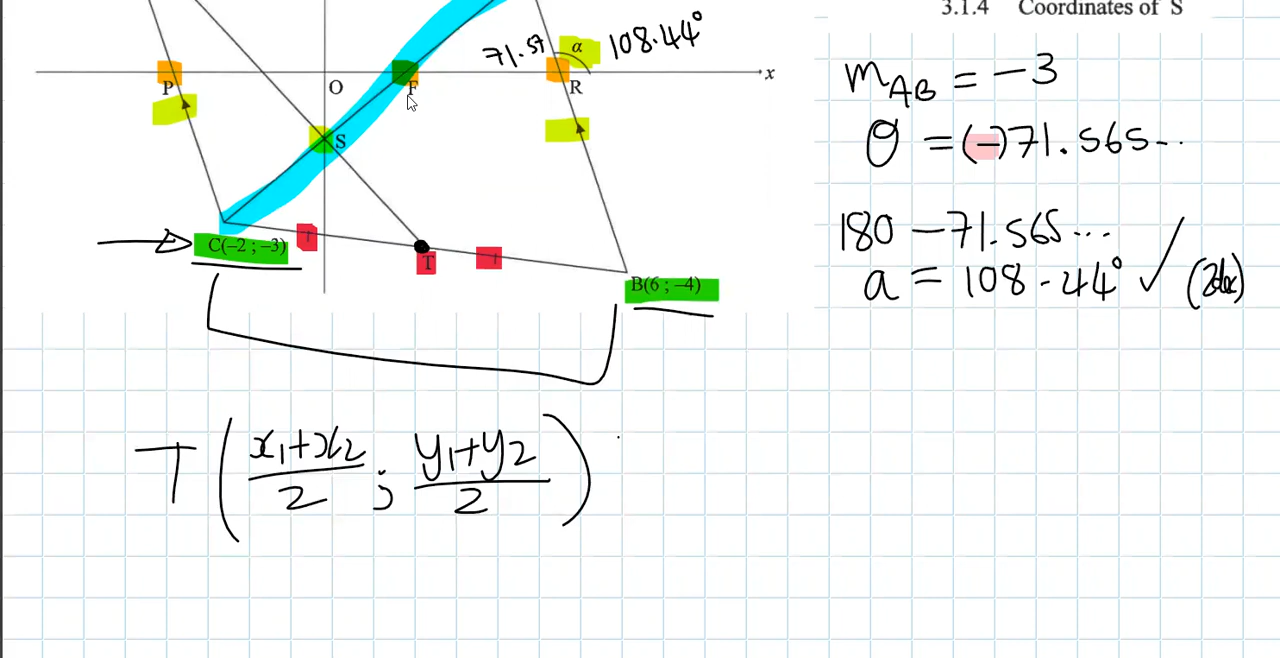 3.1.4 Coordinates of S
71.57
α
108.44°
x
P
O
F
R
S
C(–2 ; –3)
T
B(6 ; –4)
m_AB = -3
θ = (-)71.565...
180 - 71.565...
a = 108.44° ✓ (2dec)
T(x₁+x₂/2 ; y₁+y₂/2)